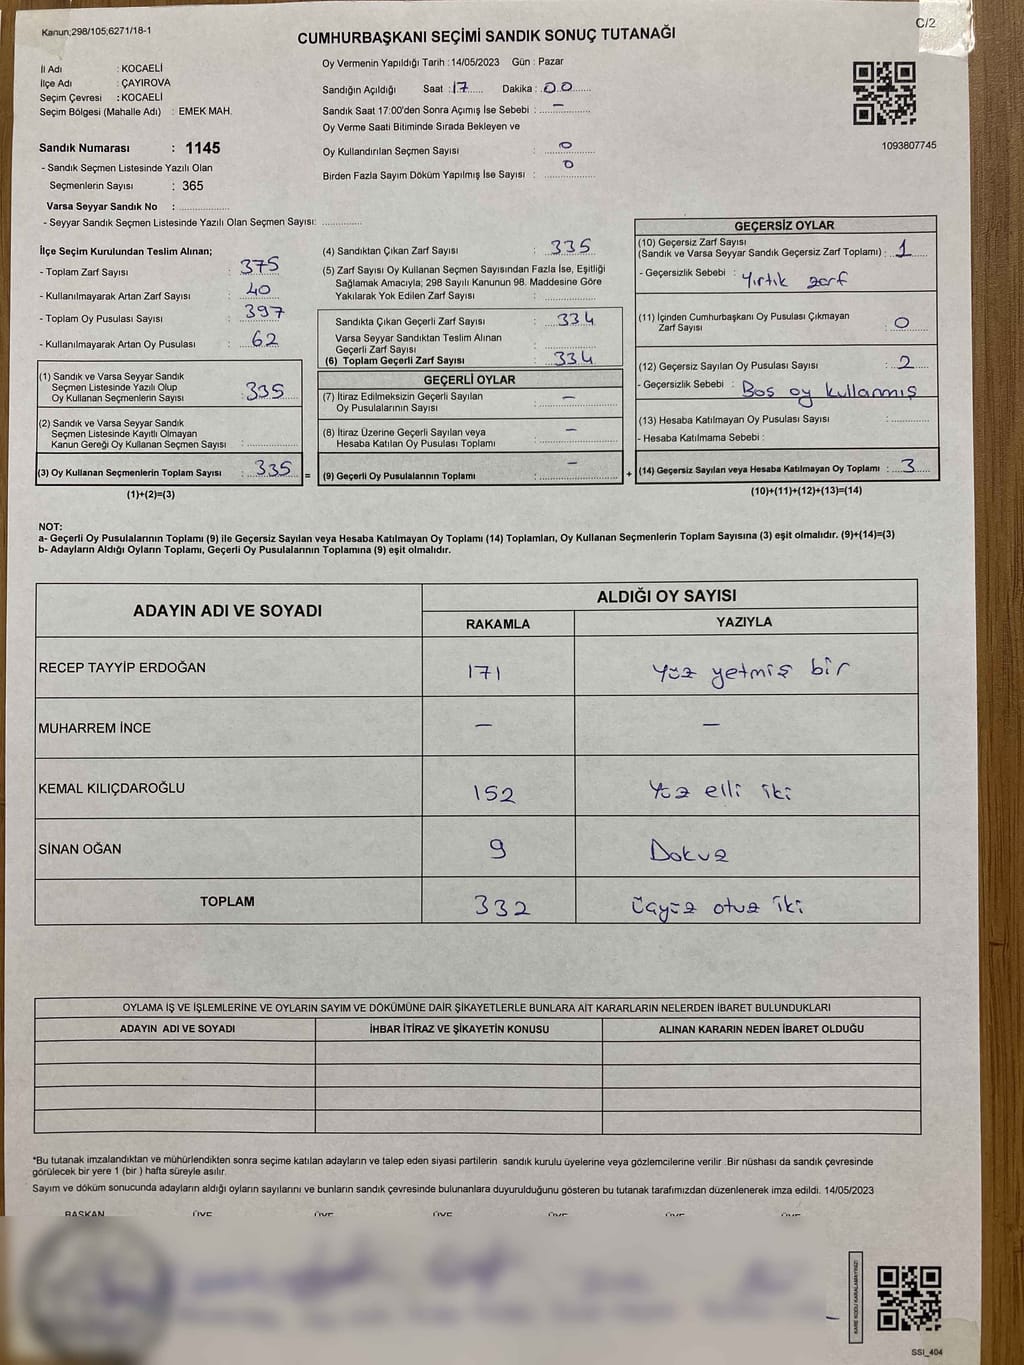 Kanun;298/105;6271/18-1
C/2
CUMHURBAŞKANI SEÇİMİ SANDIK SONUÇ TUTANAĞI
İl Adı : KOCAELİ
İlçe Adı : ÇAYIROVA
Seçim Çevresi : KOCAELİ
Seçim Bölgesi (Mahalle Adı) : EMEK MAH.
Sandık Numarası : 1145
- Sandık Seçmen Listesinde Yazılı Olan
Seçmenlerin Sayısı : 365
Varsa Seyyar Sandık No :
- Seyyar Sandık Seçmen Listesinde Yazılı Olan Seçmen Sayısı:
Oy Vermenin Yapıldığı Tarih :14/05/2023 Gün : Pazar
Sandığın Açıldığı Saat : 17 Dakika : 00
Sandık Saat 17:00'den Sonra Açımış İse Sebebi : –
Oy Verme Saati Bitiminde Sırada Bekleyen ve
Oy Kullandırılan Seçmen Sayısı : 0
Birden Fazla Sayım Döküm Yapılmış İse Sayısı : 0
1093807745
İlçe Seçim Kurulundan Teslim Alınan;
- Toplam Zarf Sayısı : 375
- Kullanılmayarak Artan Zarf Sayısı : 40
- Toplam Oy Pusulası Sayısı : 397
- Kullanılmayarak Artan Oy Pusulası : 62
(1) Sandık ve Varsa Seyyar Sandık
Seçmen Listesinde Yazılı Olup
Oy Kullanan Seçmenlerin Sayısı : 335
(2) Sandık ve Varsa Seyyar Sandık
Seçmen Listesinde Kayıtlı Olmayan
Kanun Gereği Oy Kullanan Seçmen Sayısı :
(3) Oy Kullanan Seçmenlerin Toplam Sayısı : 335 =
(1)+(2)=(3)
(4) Sandıktan Çıkan Zarf Sayısı : 335
(5) Zarf Sayısı Oy Kullanan Seçmen Sayısından Fazla İse, Eşitliği
Sağlamak Amacıyla; 298 Sayılı Kanunun 98. Maddesine Göre
Yakılarak Yok Edilen Zarf Sayısı :
Sandıkta Çıkan Geçerli Zarf Sayısı : 334
Varsa Seyyar Sandıktan Teslim Alınan
Geçerli Zarf Sayısı
(6) Toplam Geçerli Zarf Sayısı : 334
GEÇERLİ OYLAR
(7) İtiraz Edilmeksizin Geçerli Sayılan
Oy Pusulalarının Sayısı : –
(8) İtiraz Üzerine Geçerli Sayılan veya
Hesaba Katılan Oy Pusulası Toplamı : –
(9) Geçerli Oy Pusulalarının Toplamı : – +
GEÇERSİZ OYLAR
(10) Geçersiz Zarf Sayısı
(Sandık ve Varsa Seyyar Sandık Geçersiz Zarf Toplamı) : 1
- Geçersizlik Sebebi : Yırtık zarf
(11) İçinden Cumhurbaşkanı Oy Pusulası Çıkmayan
Zarf Sayısı : 0
(12) Geçersiz Sayılan Oy Pusulası Sayısı : 2
- Geçersizlik Sebebi : Boş oy kullanmış
(13) Hesaba Katılmayan Oy Pusulası Sayısı :
- Hesaba Katılmama Sebebi :
(14) Geçersiz Sayılan veya Hesaba Katılmayan Oy Toplamı : 3
(10)+(11)+(12)+(13)=(14)
NOT:
a- Geçerli Oy Pusulalarının Toplamı (9) ile Geçersiz Sayılan veya Hesaba Katılmayan Oy Toplamı (14) Toplamları, Oy Kullanan Seçmenlerin Toplam Sayısına (3) eşit olmalıdır. (9)+(14)=(3)
b- Adayların Aldığı Oyların Toplamı, Geçerli Oy Pusulalarının Toplamına (9) eşit olmalıdır.
ADAYIN ADI VE SOYADI ALDIĞI OY SAYISI
RAKAMLA YAZIYLA
RECEP TAYYİP ERDOĞAN 171 Yüz yetmiş bir
MUHARREM İNCE – –
KEMAL KILIÇDAROĞLU 152 Yüz elli iki
SİNAN OĞAN 9 Dokuz
TOPLAM 332 üçyüz otuz iki
OYLAMA İŞ VE İŞLEMLERİNE VE OYLARIN SAYIM VE DÖKÜMÜNE DAİR ŞİKAYETLERLE BUNLARA AİT KARARLARIN NELERDEN İBARET BULUNDUKLARI
ADAYIN ADI VE SOYADI İHBAR İTİRAZ VE ŞİKAYETİN KONUSU ALINAN KARARIN NEDEN İBARET OLDUĞU
*Bu tutanak imzalandıktan ve mühürlendikten sonra seçime katılan adayların ve talep eden siyasi partilerin sandık kurulu üyelerine veya gözlemcilerine verilir .Bir nüshası da sandık çevresinde
görülecek bir yere 1 (bir ) hafta süreyle asılır.
Sayım ve döküm sonucunda adayların aldığı oyların sayılarını ve bunların sandık çevresinde bulunanlara duyurulduğunu gösteren bu tutanak tarafımızdan düzenlenerek imza edildi. 14/05/2023
BAŞKAN ÜYE ÜYE ÜYE ÜYE ÜYE ÜYE
KARE KODU KARALAMAYINIZ!
SSI_404